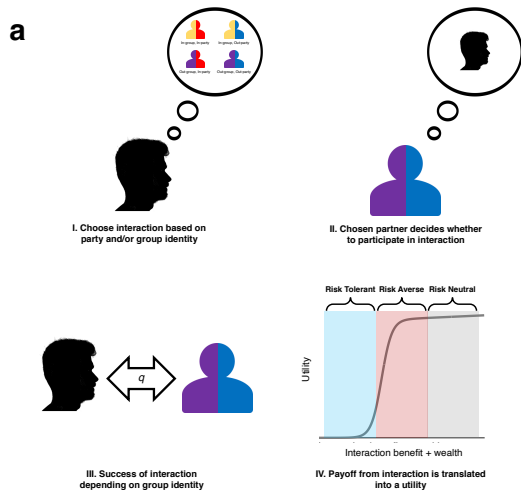 a
In-group, In-party
In-group, Out-party
Out-group, In-party
Out-group, Out-party
I. Choose interaction based on
party and/or group identity
II. Chosen partner decides whether
to participate in interaction
q
III. Success of interaction
depending on group identity
Risk Tolerant
Risk Averse
Risk Neutral
Utility
Interaction benefit + wealth
IV. Payoff from interaction is translated
into a utility